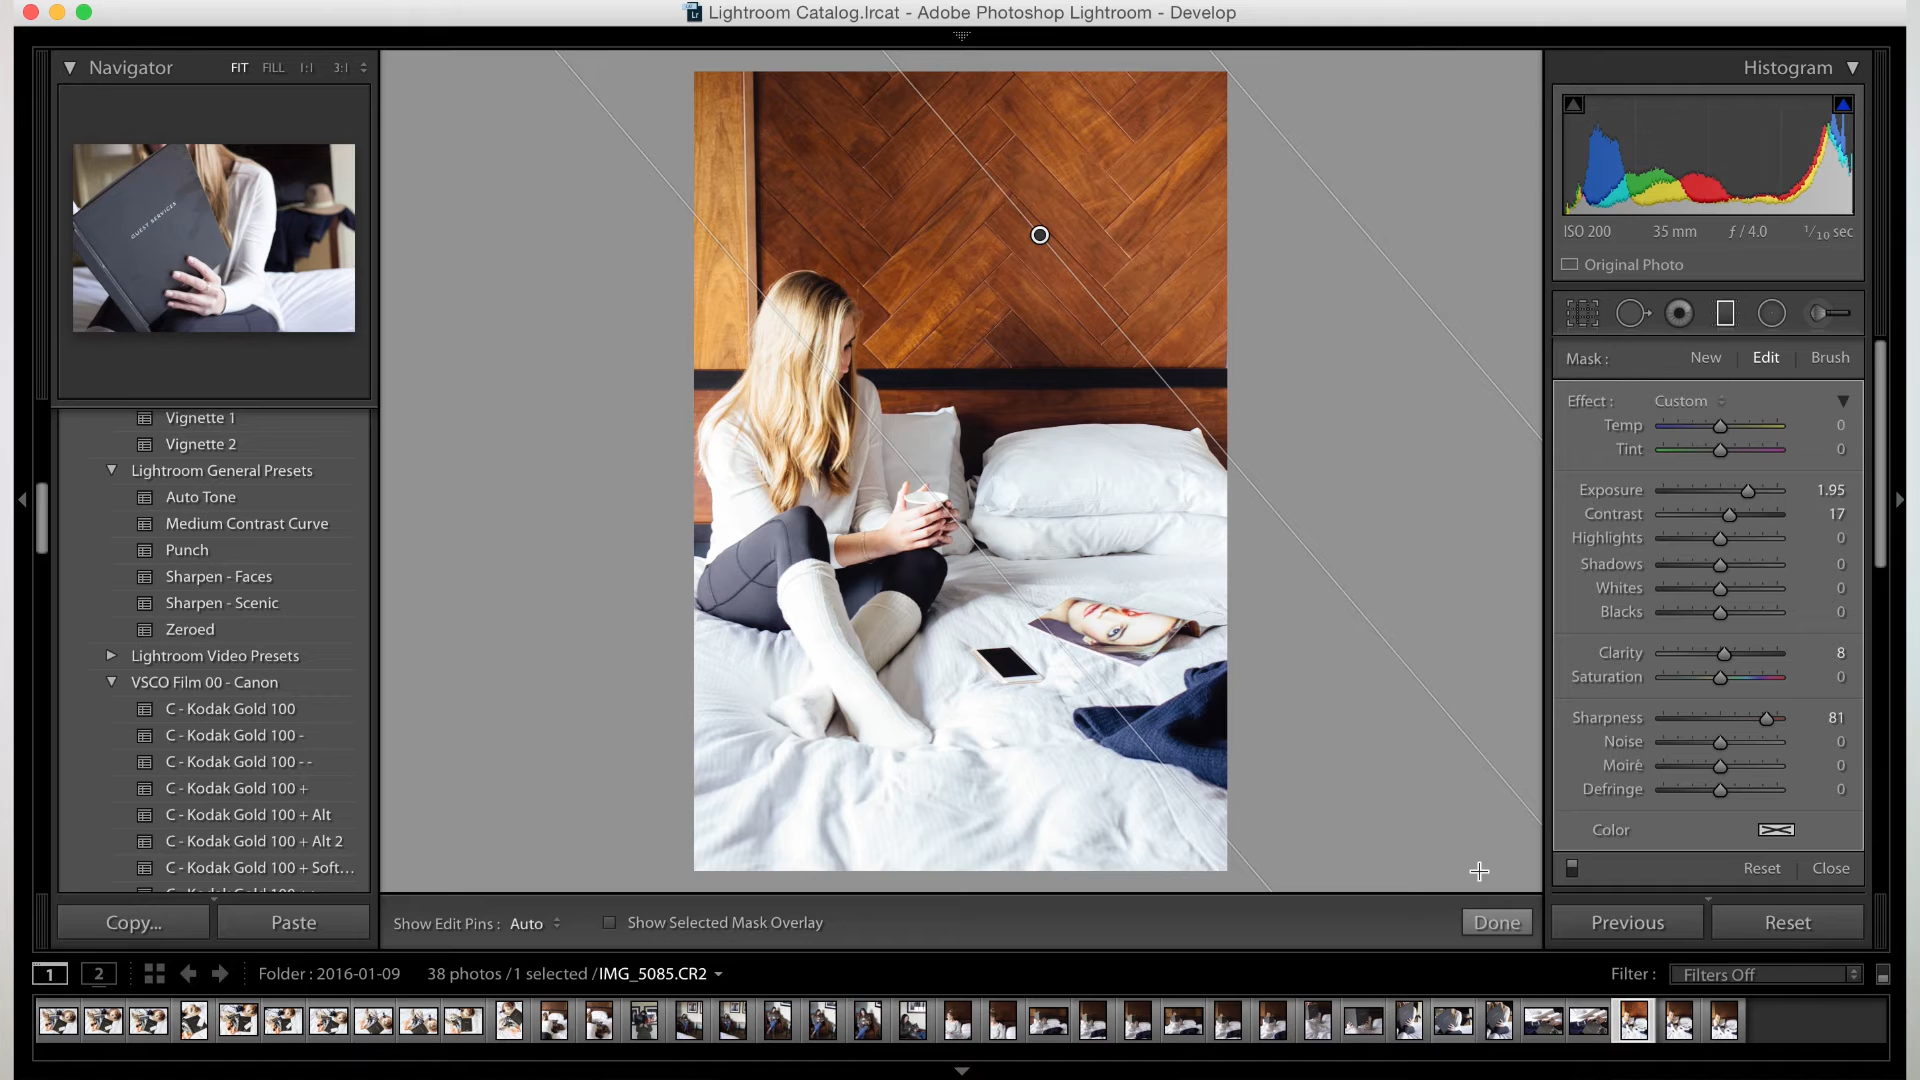 Lightroom Catalog.lrcat - Adobe Photoshop Lightroom - Develop
Navigator FIT FILL 1:1 3:1
GUEST SERVICES
Vignette 1
Vignette 2
Lightroom General Presets
Auto Tone
Medium Contrast Curve
Punch
Sharpen - Faces
Sharpen - Scenic
Zeroed
Lightroom Video Presets
VSCO Film 00 - Canon
C - Kodak Gold 100
C - Kodak Gold 100 -
C - Kodak Gold 100 - -
C - Kodak Gold 100 +
C - Kodak Gold 100 + Alt
C - Kodak Gold 100 + Alt 2
C - Kodak Gold 100 + Soft...
Copy... Paste
Show Edit Pins : Auto Show Selected Mask Overlay Done
Histogram
ISO 200 35 mm ƒ / 4.0 1/10 sec
Original Photo
Mask : New Edit Brush
Effect : Custom
Temp 0
Tint 0
Exposure 1.95
Contrast 17
Highlights 0
Shadows 0
Whites 0
Blacks 0
Clarity 8
Saturation 0
Sharpness 81
Noise 0
Moiré 0
Defringe 0
Color
Reset Close
Previous Reset
1 2 Folder : 2016-01-09 38 photos / 1 selected / IMG_5085.CR2 Filter : Filters Off